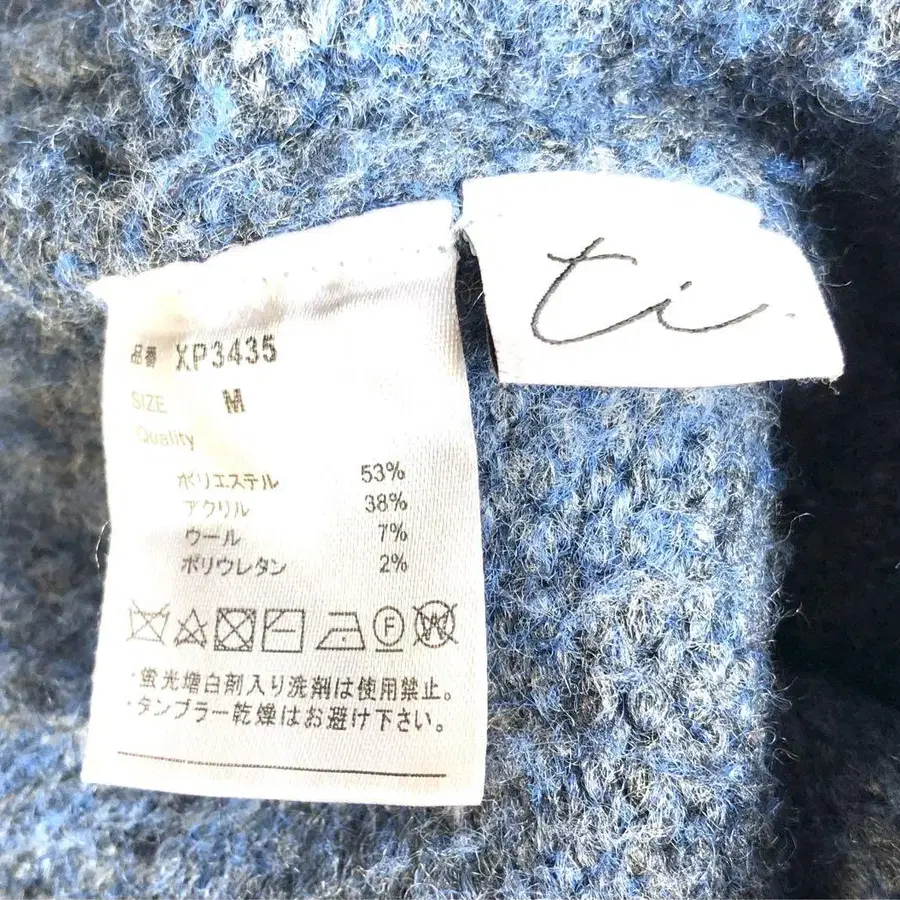 ti.
品番 XP3435
SIZE M
Quality
ポリエステル 53%
アクリル 38%
ウール 7%
ポリウレタン 2%
・蛍光増白剤入り洗剤は使用禁止。
・タンブラー乾燥はお避け下さい。